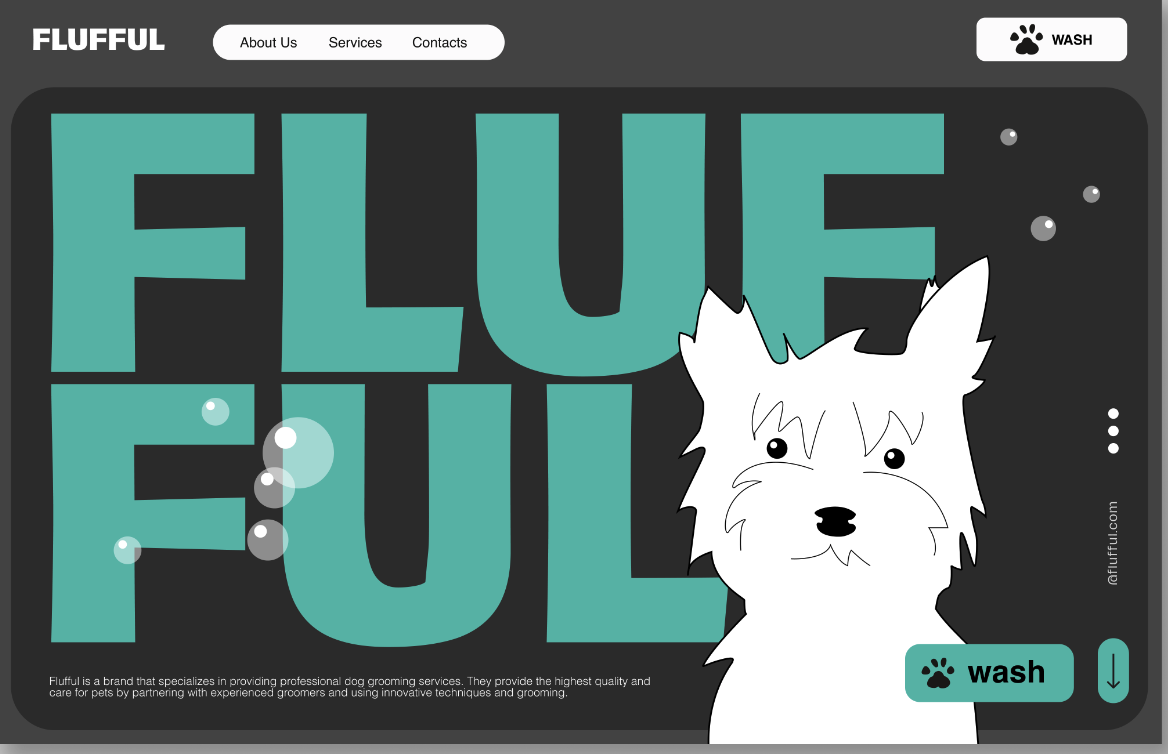 FLUFFUL
About Us
Services
Contacts
WASH
FLUF
FUL
@flufful.com
wash
Flufful is a brand that specializes in providing professional dog grooming services. They provide the highest quality and
care for pets by partnering with experienced groomers and using innovative techniques and grooming.